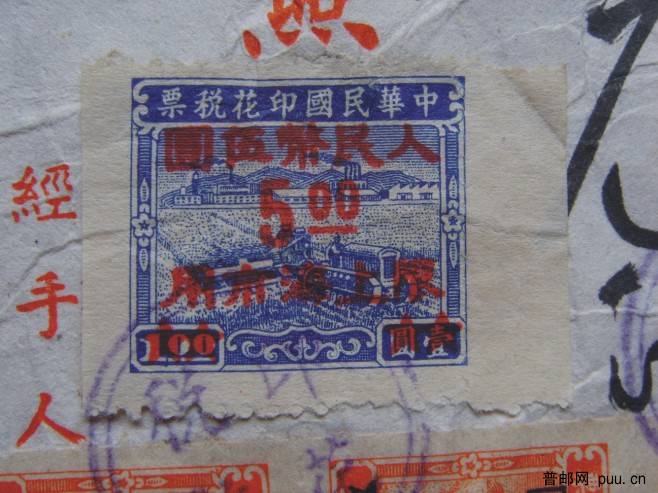 中華民國印花稅票
人民幣伍圓
5 00
限上海市用
壹圓
1.00
經手人
普邮网 puu.cn